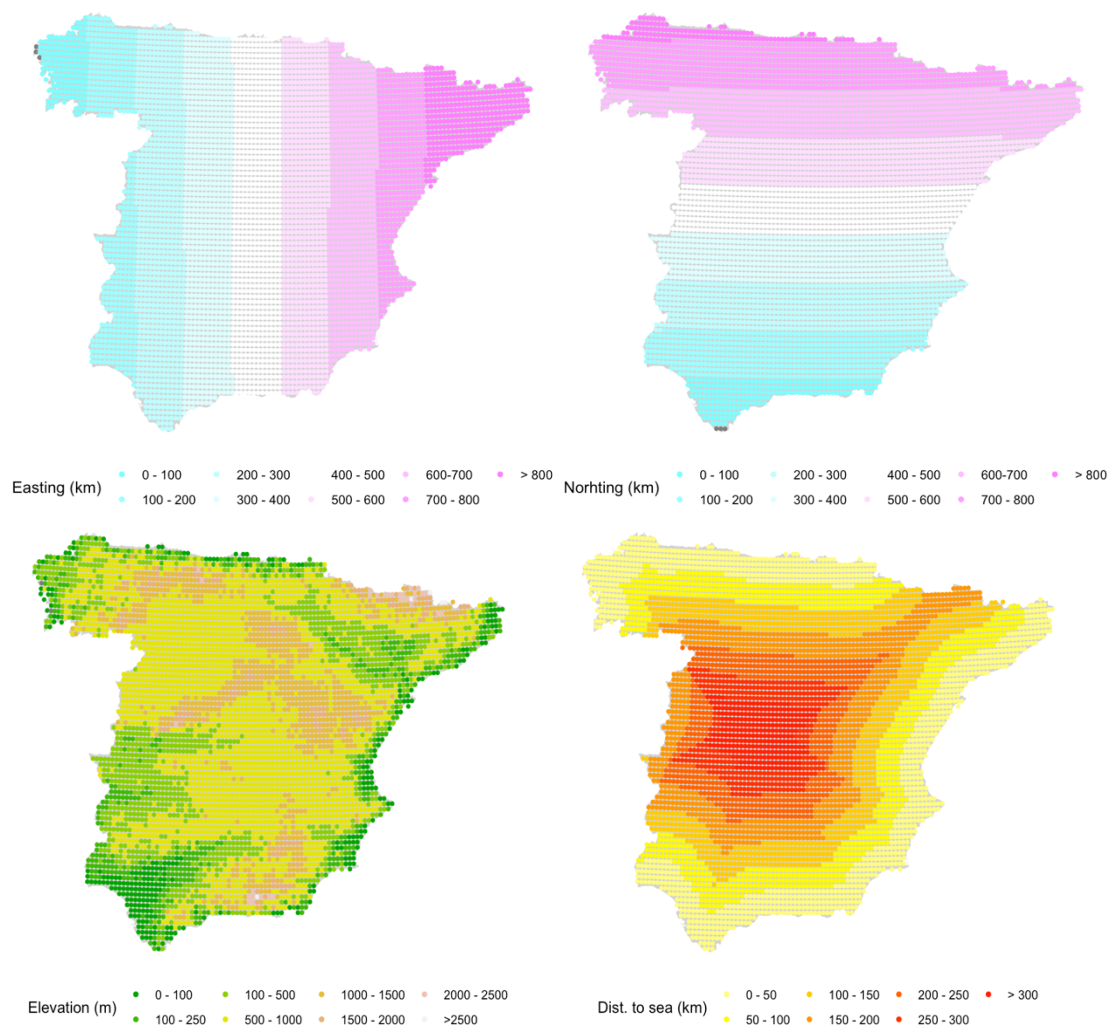 0 - 100 200 - 300 400 - 500 600-700 > 800
Easting (km)
100 - 200 300 - 400 500 - 600 700 - 800
0 - 100 200 - 300 400 - 500 600-700 > 800
Norhting (km)
100 - 200 300 - 400 500 - 600 700 - 800
0 - 100 100 - 500 1000 - 1500 2000 - 2500
Elevation (m)
100 - 250 500 - 1000 1500 - 2000 >2500
0 - 50 100 - 150 200 - 250 > 300
Dist. to sea (km)
50 - 100 150 - 200 250 - 300